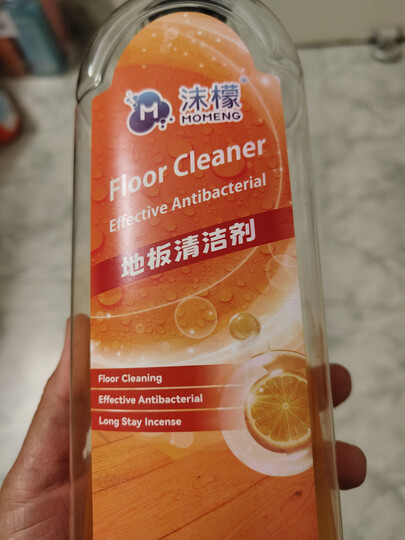 M
沫檬®
MOMENG
Floor Cleaner
Effective Antibacterial
地板清洁剂
Floor Cleaning
Effective Antibacterial
Long Stay Incense